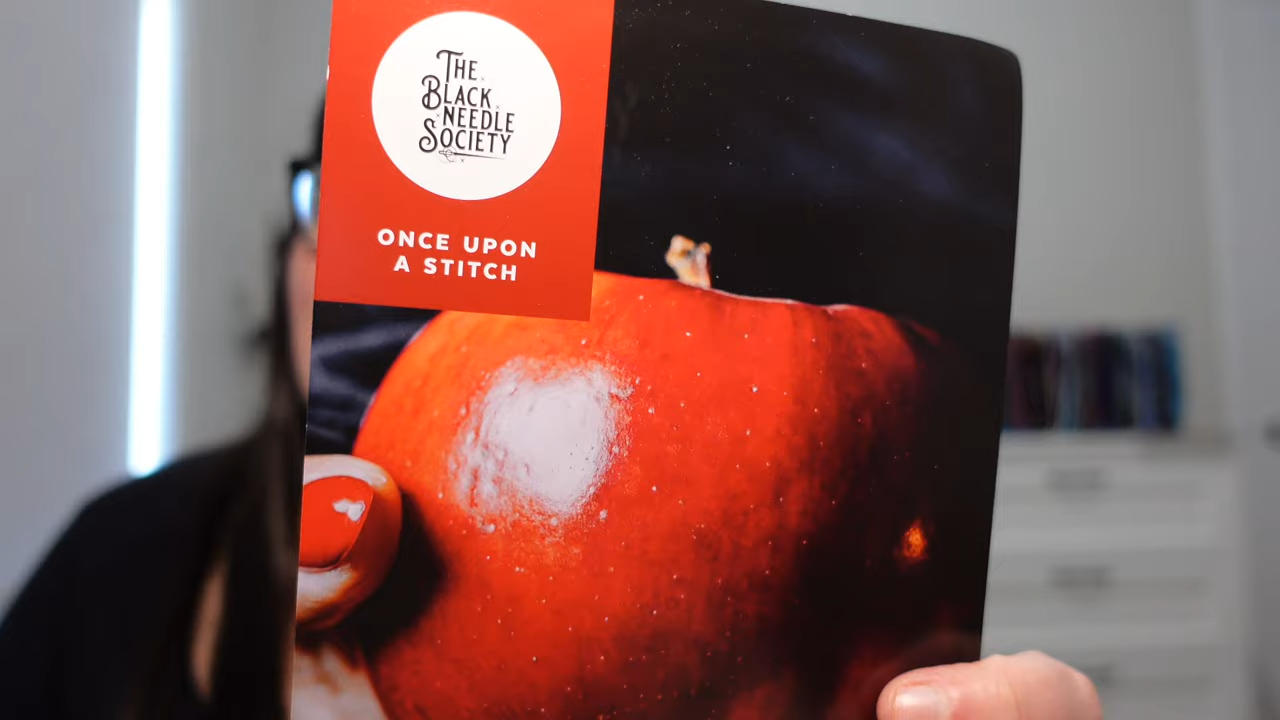 THE
BLACK
NEEDLE
SOCIETY
ONCE UPON
A STITCH